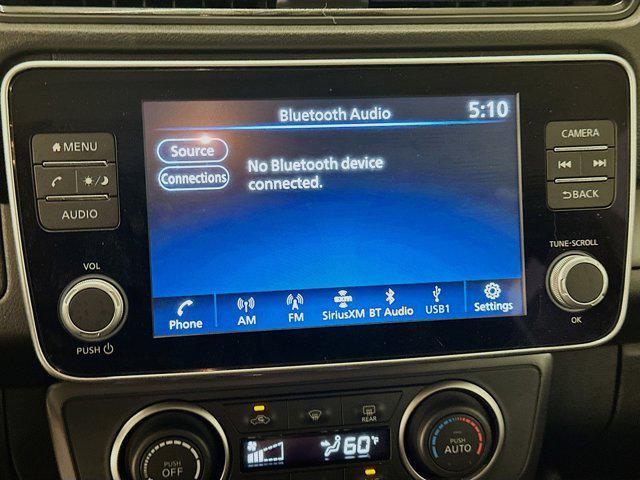 Bluetooth Audio 5:10
MENU
Source
Connections
No Bluetooth device
connected.
AUDIO
CAMERA
BACK
VOL
PUSH
TUNE-SCROLL
OK
Phone
AM
FM
SXM
SiriusXM
BT Audio
USB1
Settings
REAR
PUSH
OFF
60°F
PUSH
AUTO